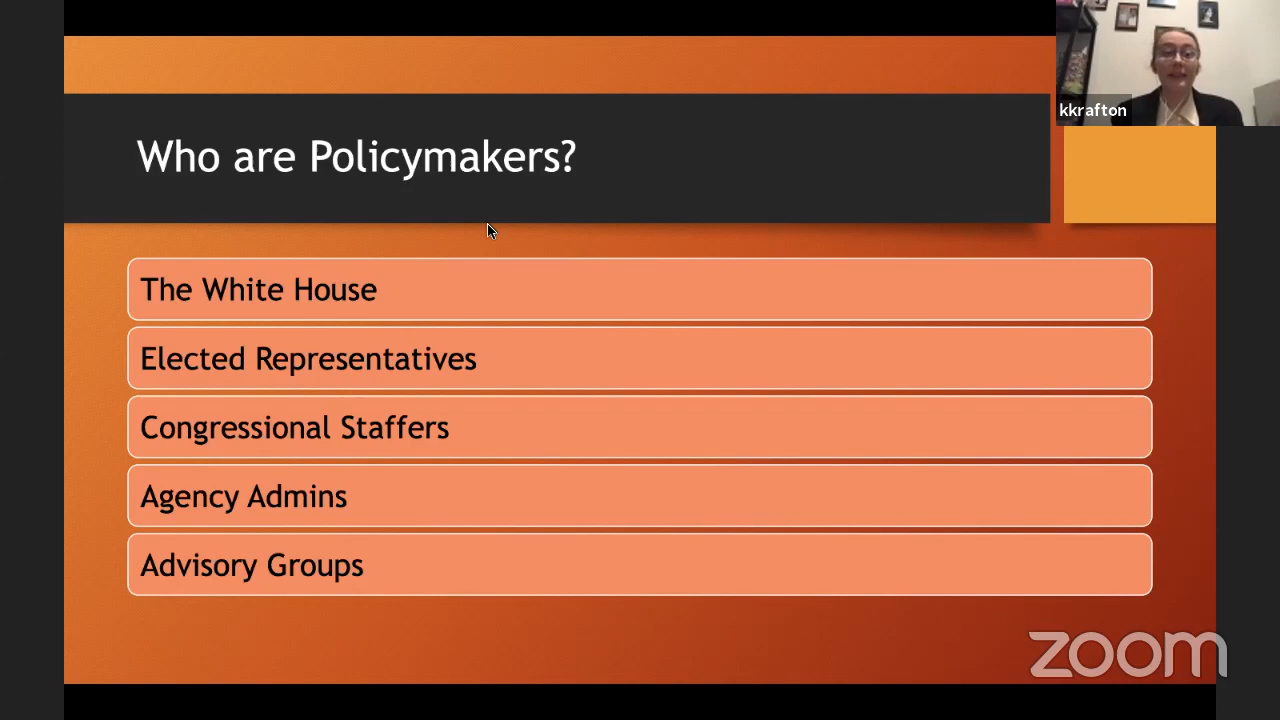 kkrafton
Who are Policymakers?
The White House
Elected Representatives
Congressional Staffers
Agency Admins
Advisory Groups
zoom